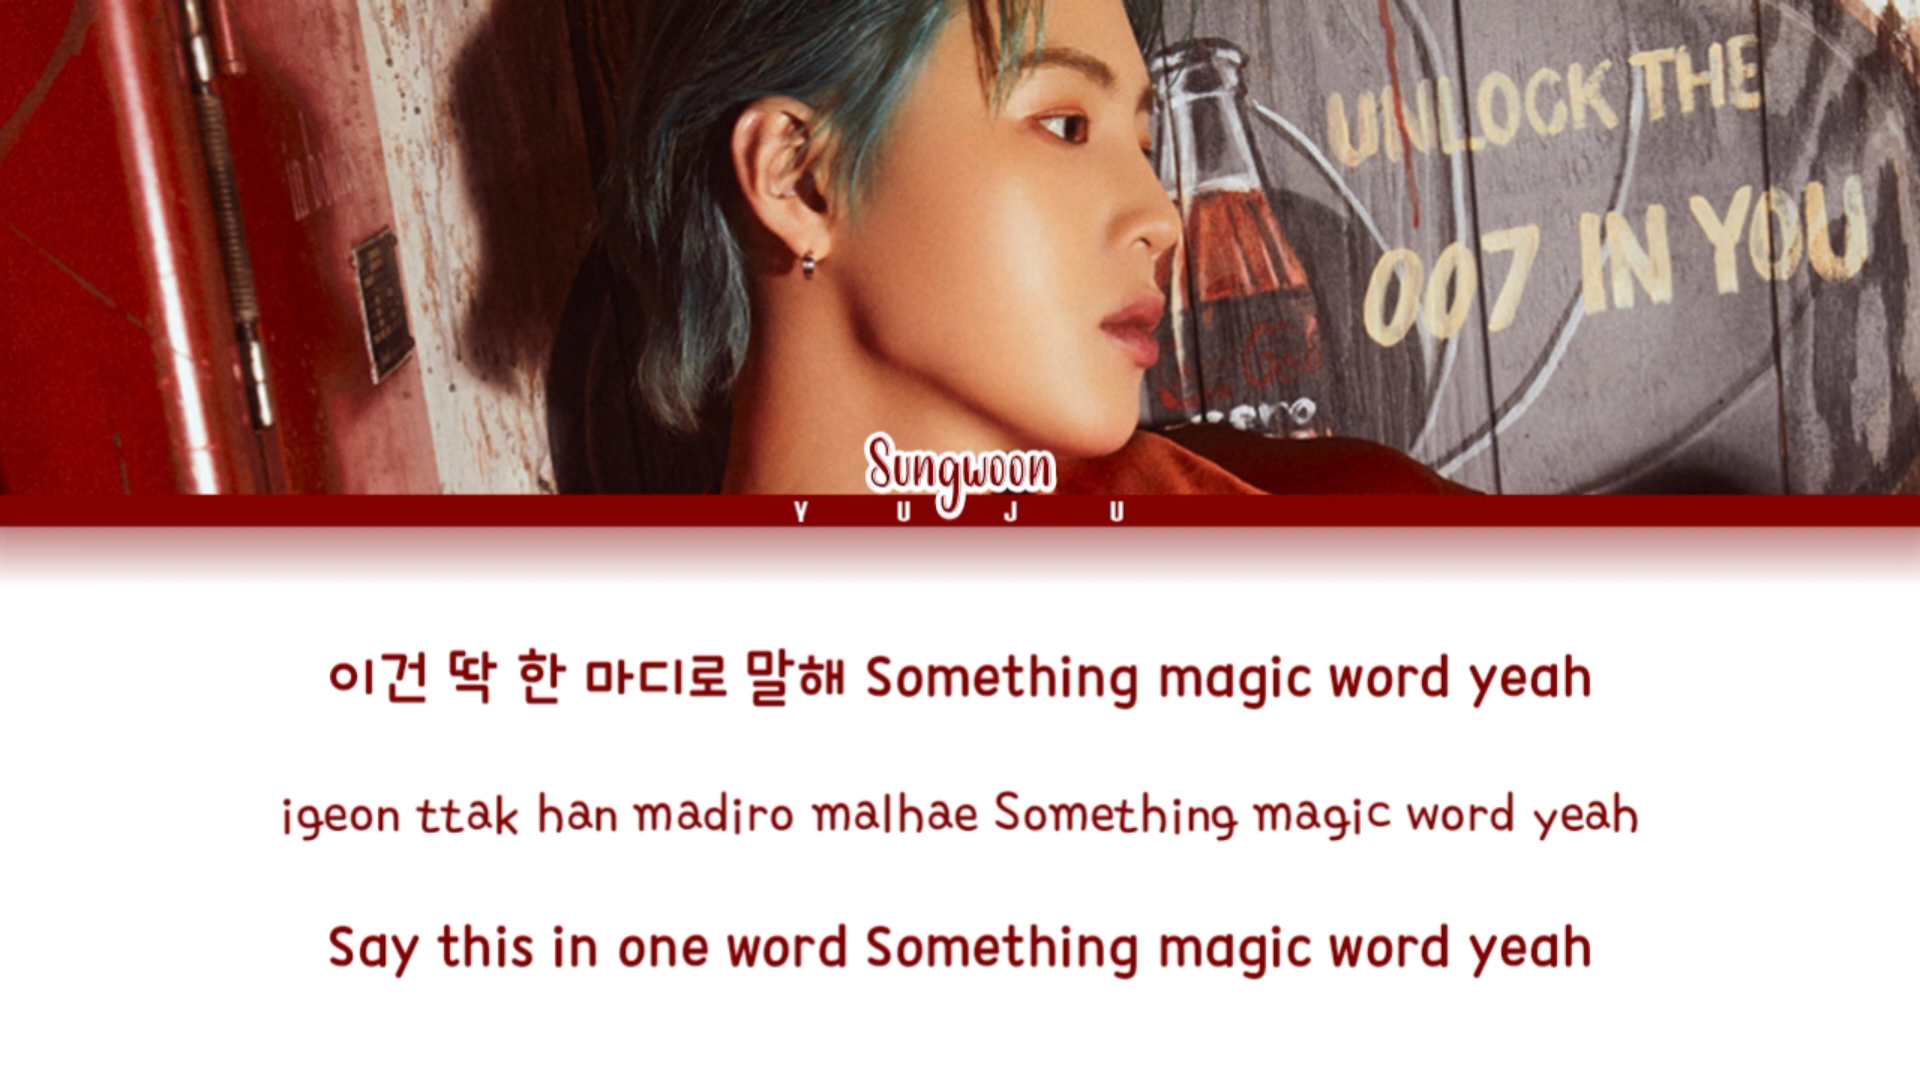 UNLOCK THE
007 IN YOU
Sungwoon
Y U J U
이건 딱 한 마디로 말해 Something magic word yeah
igeon ttak han madiro malhae Something magic word yeah
Say this in one word Something magic word yeah